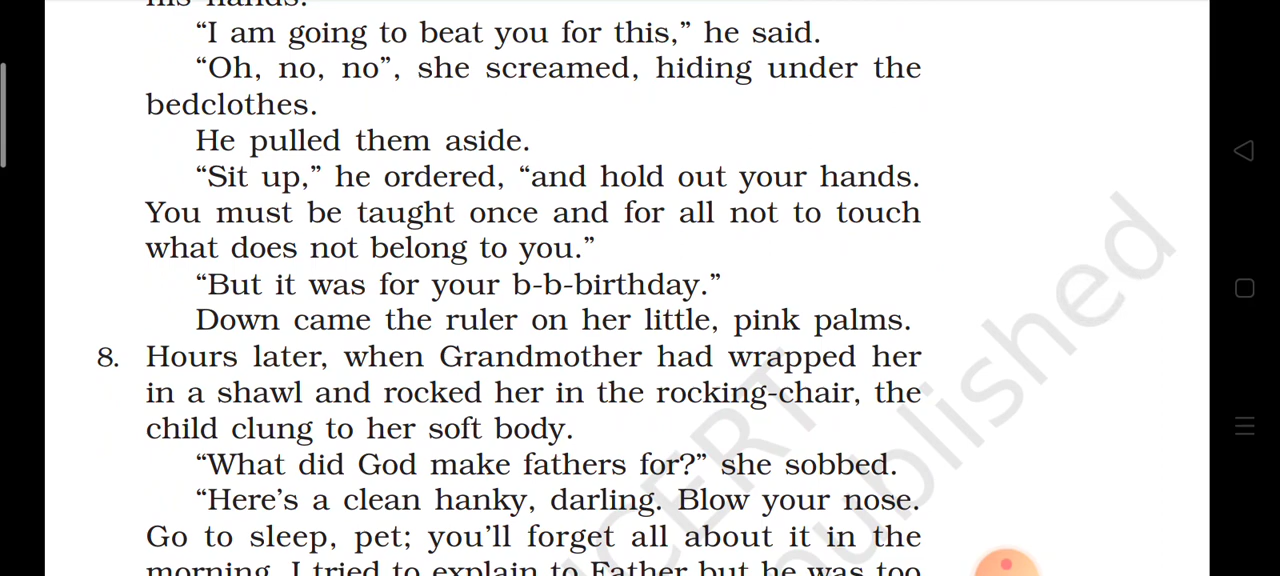 his hands.
“I am going to beat you for this,” he said.
“Oh, no, no”, she screamed, hiding under the
bedclothes.
He pulled them aside.
“Sit up,” he ordered, “and hold out your hands.
You must be taught once and for all not to touch
what does not belong to you.”
“But it was for your b-b-birthday.”
Down came the ruler on her little, pink palms.
8. Hours later, when Grandmother had wrapped her
in a shawl and rocked her in the rocking-chair, the
child clung to her soft body.
“What did God make fathers for?” she sobbed.
“Here’s a clean hanky, darling. Blow your nose.
Go to sleep, pet; you’ll forget all about it in the
morning. I tried to explain to Father but he was too
NCERT
published